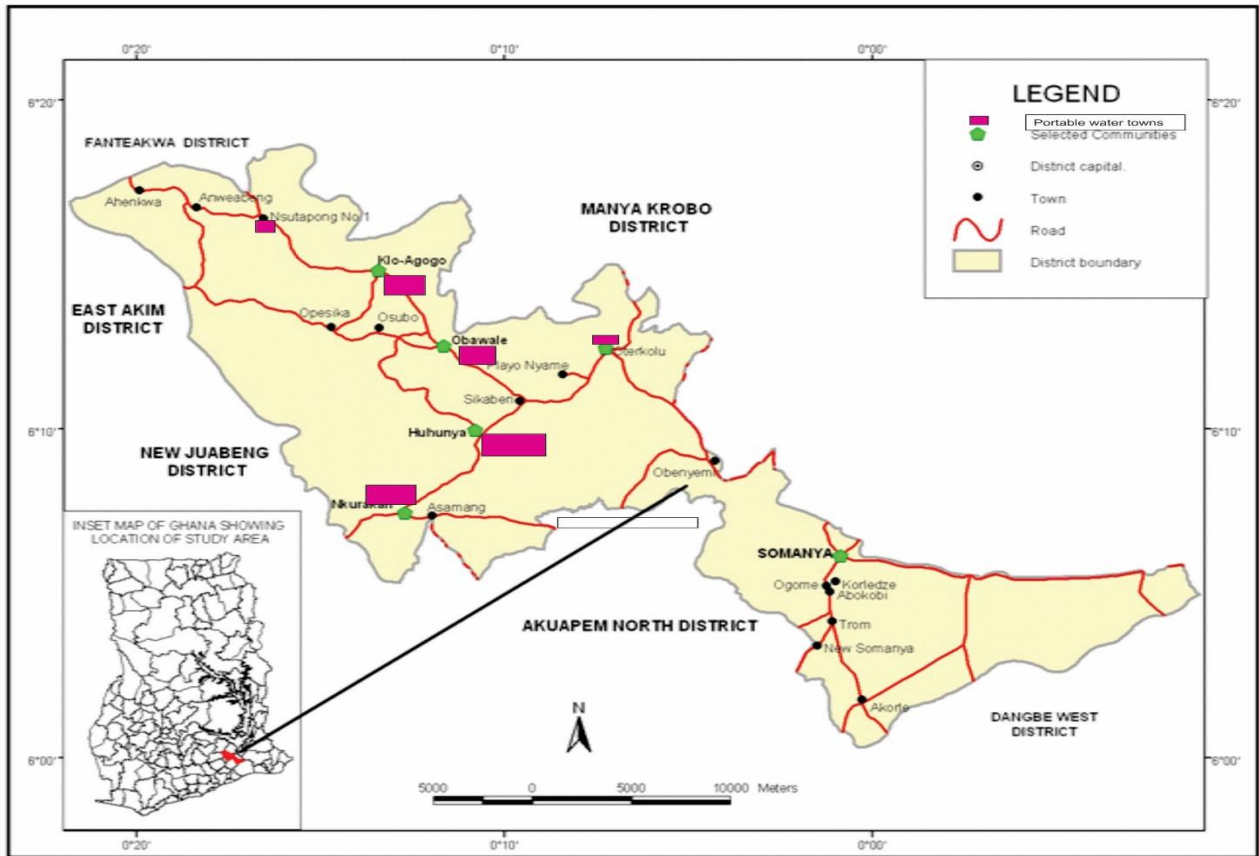 0°20'
0°10'
0°00'
6°20'
6°20'
LEGEND
Portable water towns
Selected Communities
District capital.
Town
Road
District boundary
FANTEAKWA DISTRICT
Ahenkwa
Anweabeng
Nsutapong No 1
MANYA KROBO
DISTRICT
Klo-Agogo
EAST AKIM
DISTRICT
Opesika
Osubo
Obawale
Oterkolu
Playo Nyame
Sikaben
6°10'
6°10'
Huhunya
NEW JUABENG
DISTRICT
Obenyemi
Nkurakan
Asamang
INSET MAP OF GHANA SHOWING
LOCATION OF STUDY AREA
SOMANYA
Ogome
Korledze
Abokobi
AKUAPEM NORTH DISTRICT
Trom
New Somanya
Akorle
DANGBE WEST
DISTRICT
N
6°00'
6°00'
5000 0 5000 10000 Meters
0°20'
0°10'
0°00'